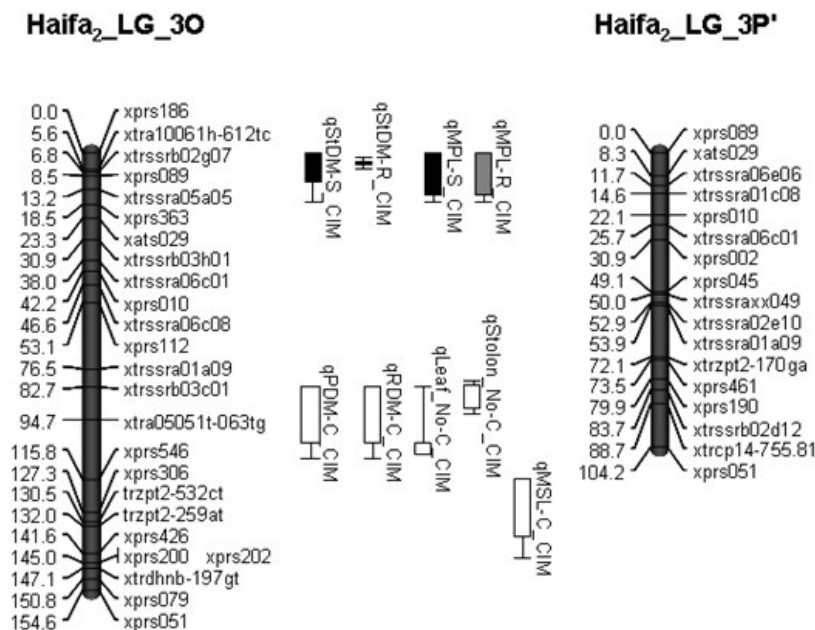 Haifa2_LG_3O
0.0 xprs186
5.6 xtra10061h-612tc
6.8 xtrssrb02g07
8.5 xprs089
13.2 xtrssra05a05
18.5 xprs363
23.3 xats029
30.9 xtrssrb03h01
38.0 xtrssra06c01
42.2 xprs010
46.6 xtrssra06c08
53.1 xprs112
76.5 xtrssra01a09
82.7 xtrssrb03c01
94.7 xtra05051t-063tg
115.8 xprs546
127.3 xprs306
130.5 trzpt2-532ct
132.0 trzpt2-259at
141.6 xprs426
145.0 xprs200 xprs202
147.1 xtrdhnb-197gt
150.8 xprs079
154.6 xprs051
qStDM-S_CIM
qStDM-R_CIM
qMPL-S_CIM
qMPL-R_CIM
qPDM-C_CIM
qRDM-C_CIM
qLeaf_No-C_CIM
qStolon_No-C_CIM
qMSL-C_CIM
Haifa2_LG_3P'
0.0 xprs089
8.3 xats029
11.7 xtrssra06e06
14.6 xtrssra01c08
22.1 xprs010
25.7 xtrssra06c01
30.9 xprs002
49.1 xprs045
50.0 xtrssraxx049
52.9 xtrssra02e10
53.9 xtrssra01a09
72.1 xtrzpt2-170ga
73.5 xprs461
79.9 xprs190
83.7 xtrssrb02d12
88.7 xtrcp14-755.81
104.2 xprs051